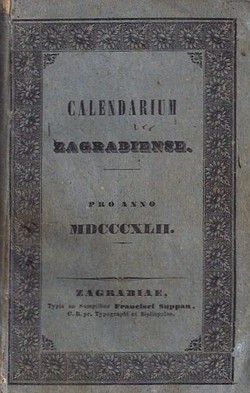 CALENDARIUM
ZAGRABIENSE.
PRO ANNO
MDCCCXLII.
ZAGRABIAE,
Typis ac Sumptibus Francisci Suppan,
C. R. pr. Typographi et Bibliopolae.